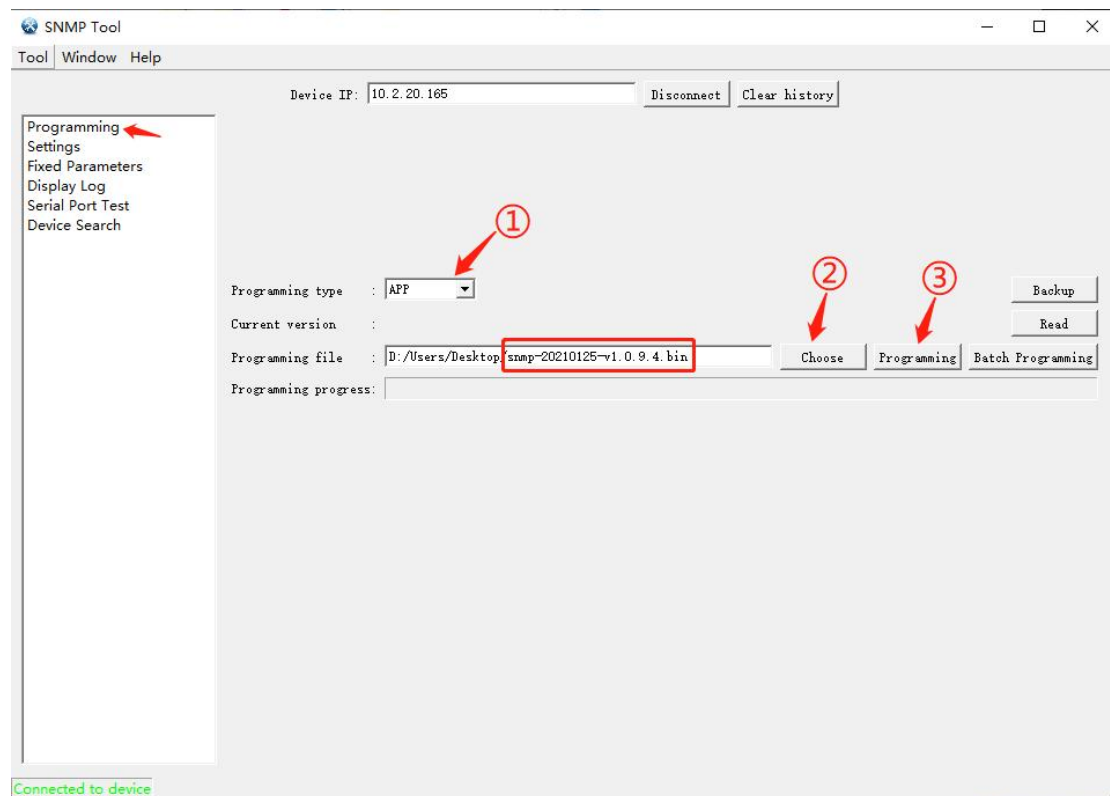 SNMP Tool
Tool Window Help
Device IP: 10.2.20.165 Disconnect Clear history
Programming
Settings
Fixed Parameters
Display Log
Serial Port Test
Device Search
①
②
③
Programming type : APP Backup
Current version : Read
Programming file : D:/Users/Desktop/snmp-20210125-v1.0.9.4.bin Choose Programming Batch Programming
Programming progress:
Connected to device